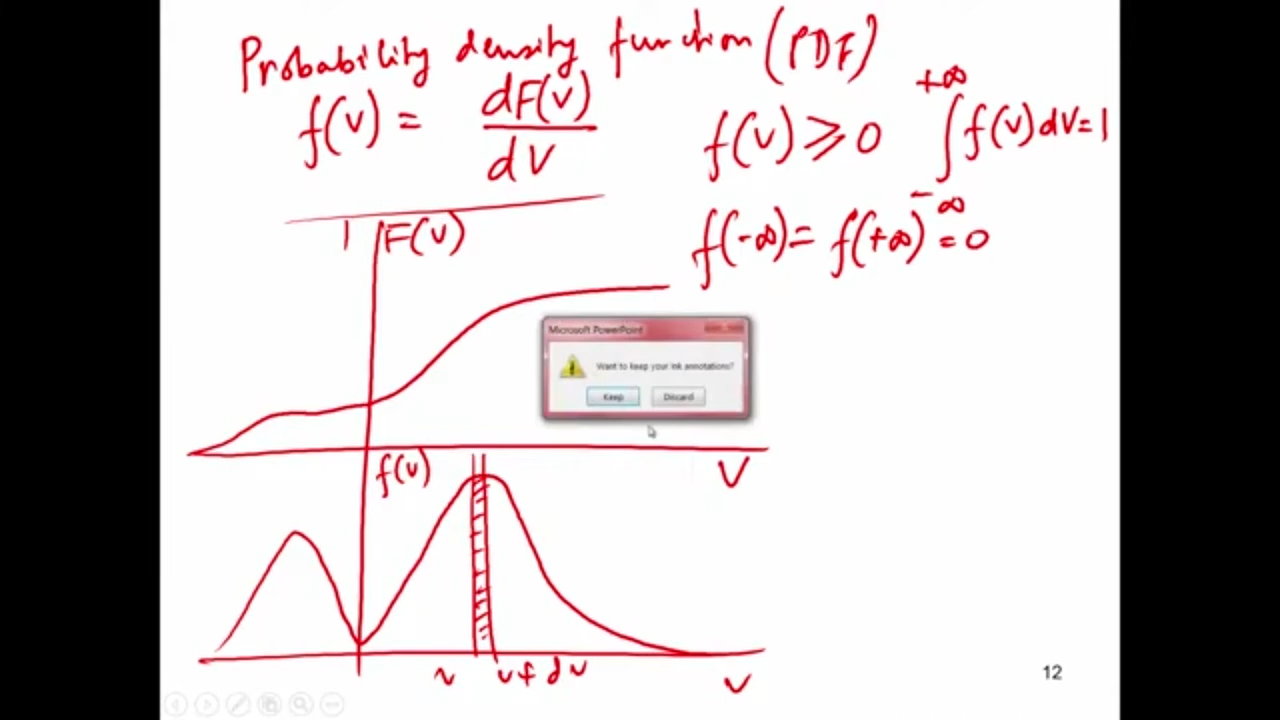 Probability density function (PDF)
f(v) = dF(v)/dV
f(v) ≥ 0 ∫ f(v) dV = 1
+∞
-∞
f(-∞) = f(+∞) = 0
1 F(v)
Microsoft PowerPoint
Want to keep your ink annotations?
Keep Discard
V
f(v)
v v+dv V
12